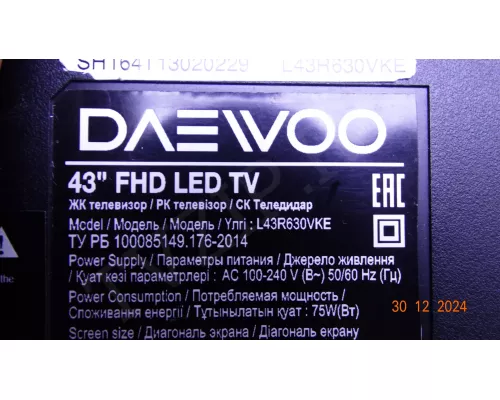 SH164T13020229 L43R630VKE
DAEWOO
43" FHD LED TV
ЖК телевизор / РК телевізор / СК Теледидар
Model / Модель / Модель / Үлгі : L43R630VKE
ТУ РБ 100085149.176-2014
Power Supply / Параметры питания / Джерело живлення
/ Қуат көзі параметрлері : AC 100-240 V (В~) 50/60 Hz (Гц)
Power Consumption / Потребляемая мощность /
Споживання енергії / Тұтынылатын қуат : 75W(Вт)
Screen size / Диагональ экрана / Діагональ екрану
EAC
the
30 12 2024